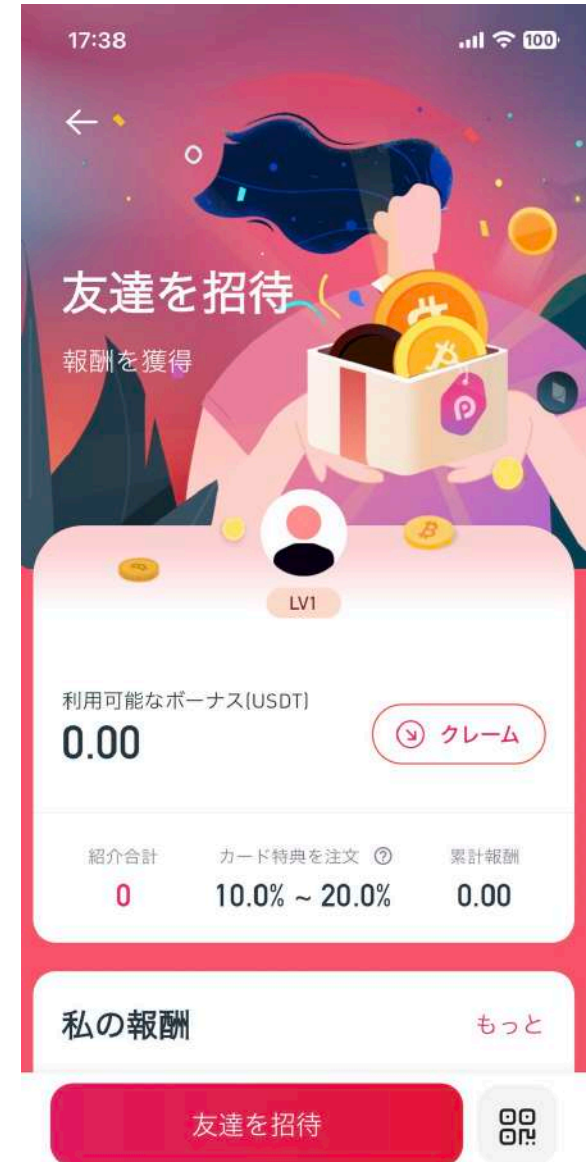 17:38
100
友達を招待
報酬を獲得
LV1
利用可能なボーナス(USDT)
0.00
クレーム
紹介合計
カード特典を注文 ?
累計報酬
0
10.0% ~ 20.0%
0.00
私の報酬
もっと
友達を招待